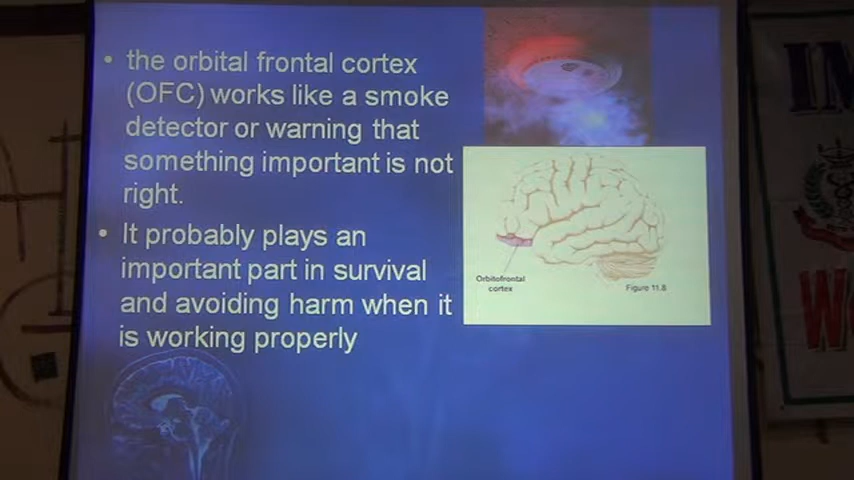 • the orbital frontal cortex
(OFC) works like a smoke
detector or warning that
something important is not
right.
• It probably plays an
important part in survival
and avoiding harm when it
is working properly
Orbitofrontal
cortex
Figure 11.8
IM
W